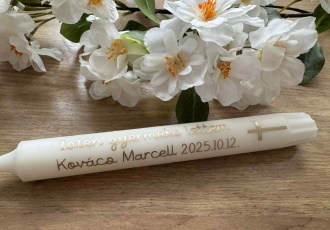 Isten gyermeke lettem
Kovács Marcell 2025.10.12.